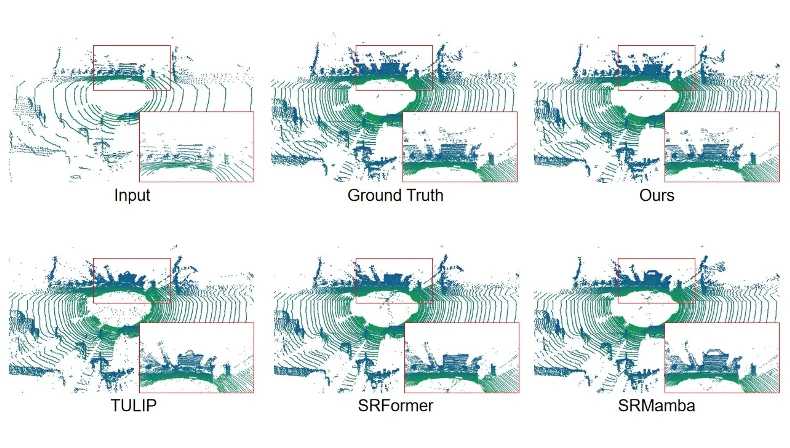 Input
Ground Truth
Ours
TULIP
SRFormer
SRMamba